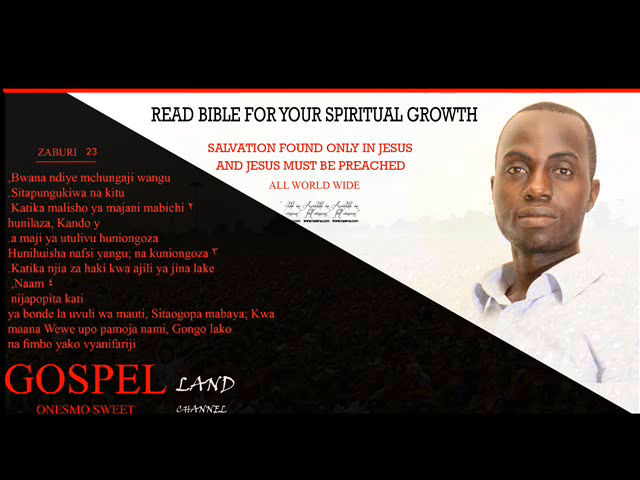 READ BIBLE FOR YOUR SPIRITUAL GROWTH
SALVATION FOUND ONLY IN JESUS
AND JESUS MUST BE PREACHED
ALL WORLD WIDE
ZABURI 23
,Bwana ndiye mchungaji wangu
.Sitapungukiwa na kitu
.Katika malisho ya majani mabichi ٢
hunilaza, Kando y
.a maji ya utulivu huniongoza
Hunihuisha nafsi yangu; na kuniongoza ٣
.Katika njia za haki kwa ajili ya jina lake
,Naam ٤
nijapopita kati
ya bonde la uvuli wa mauti, Sitaogopa mabaya; Kwa
maana Wewe upo pamoja nami, Gongo lako
na fimbo yako vyanifariji
GOSPEL LAND
ONESMO SWEET CHANNEL